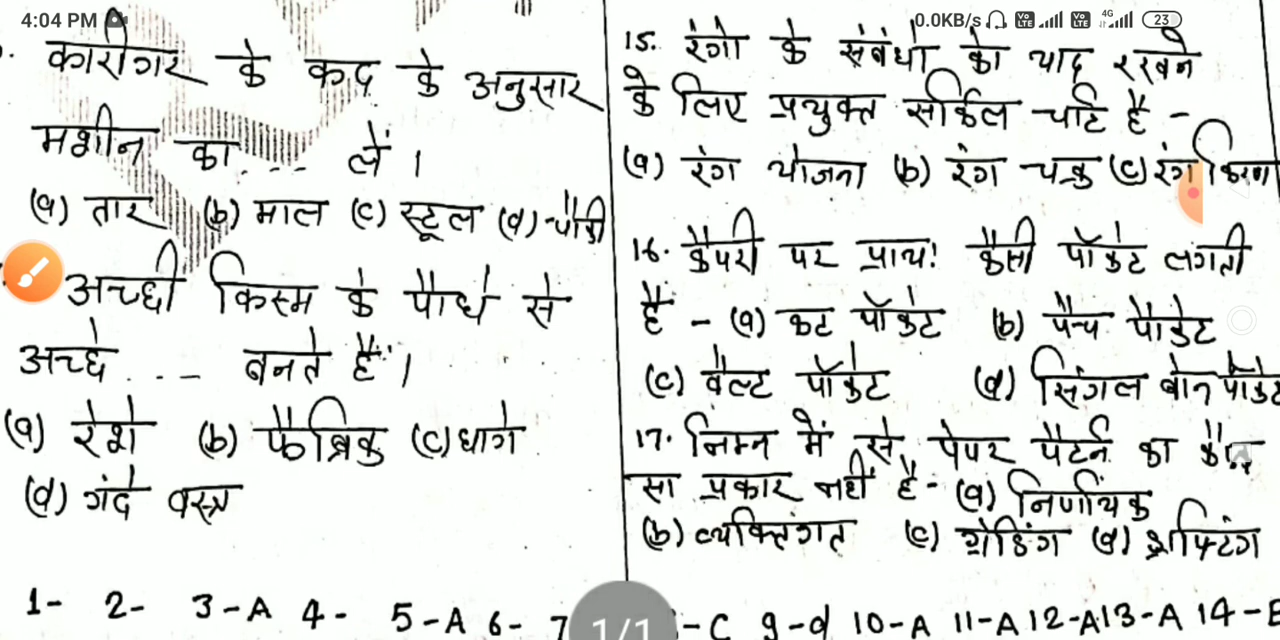 4:04 PM
0.0KB/s 4G 23
कारीगर के कद के अनुसार
मशीन का .... लें ।
(a) तार (b) माल (c) स्टूल (d)
अच्छी किस्म के पौधे से
अच्छे ... बनते हैं ।
(a) रेशे (b) फैब्रिक (c) धागे
(d) गंदे वस्त्र
15. रंगो के संबंधो को याद रखने
के लिए प्रयुक्त सर्किल चार्ट है -
(a) रंग योजना (b) रंग चक्र (c) रंग किरण
16. कैपरी पर प्राय: कैसी पॉकेट लगती
है - (a) कट पॉकेट (b) पैच पॉकेट
(c) वेल्ट पॉकेट (d) सिंगल बोन पॉकेट
17. निम्न में से पेपर पैटर्न का कौन
सा प्रकार नहीं है - (a) निर्णायक
(b) व्यक्तिगत (c) ग्रेडिंग (d) ड्राफ्टिंग
1- 2- 3-A 4- 5-A 6- 7 -C 9-d 10-A 11-A 12-A 13-A 14-
1/1